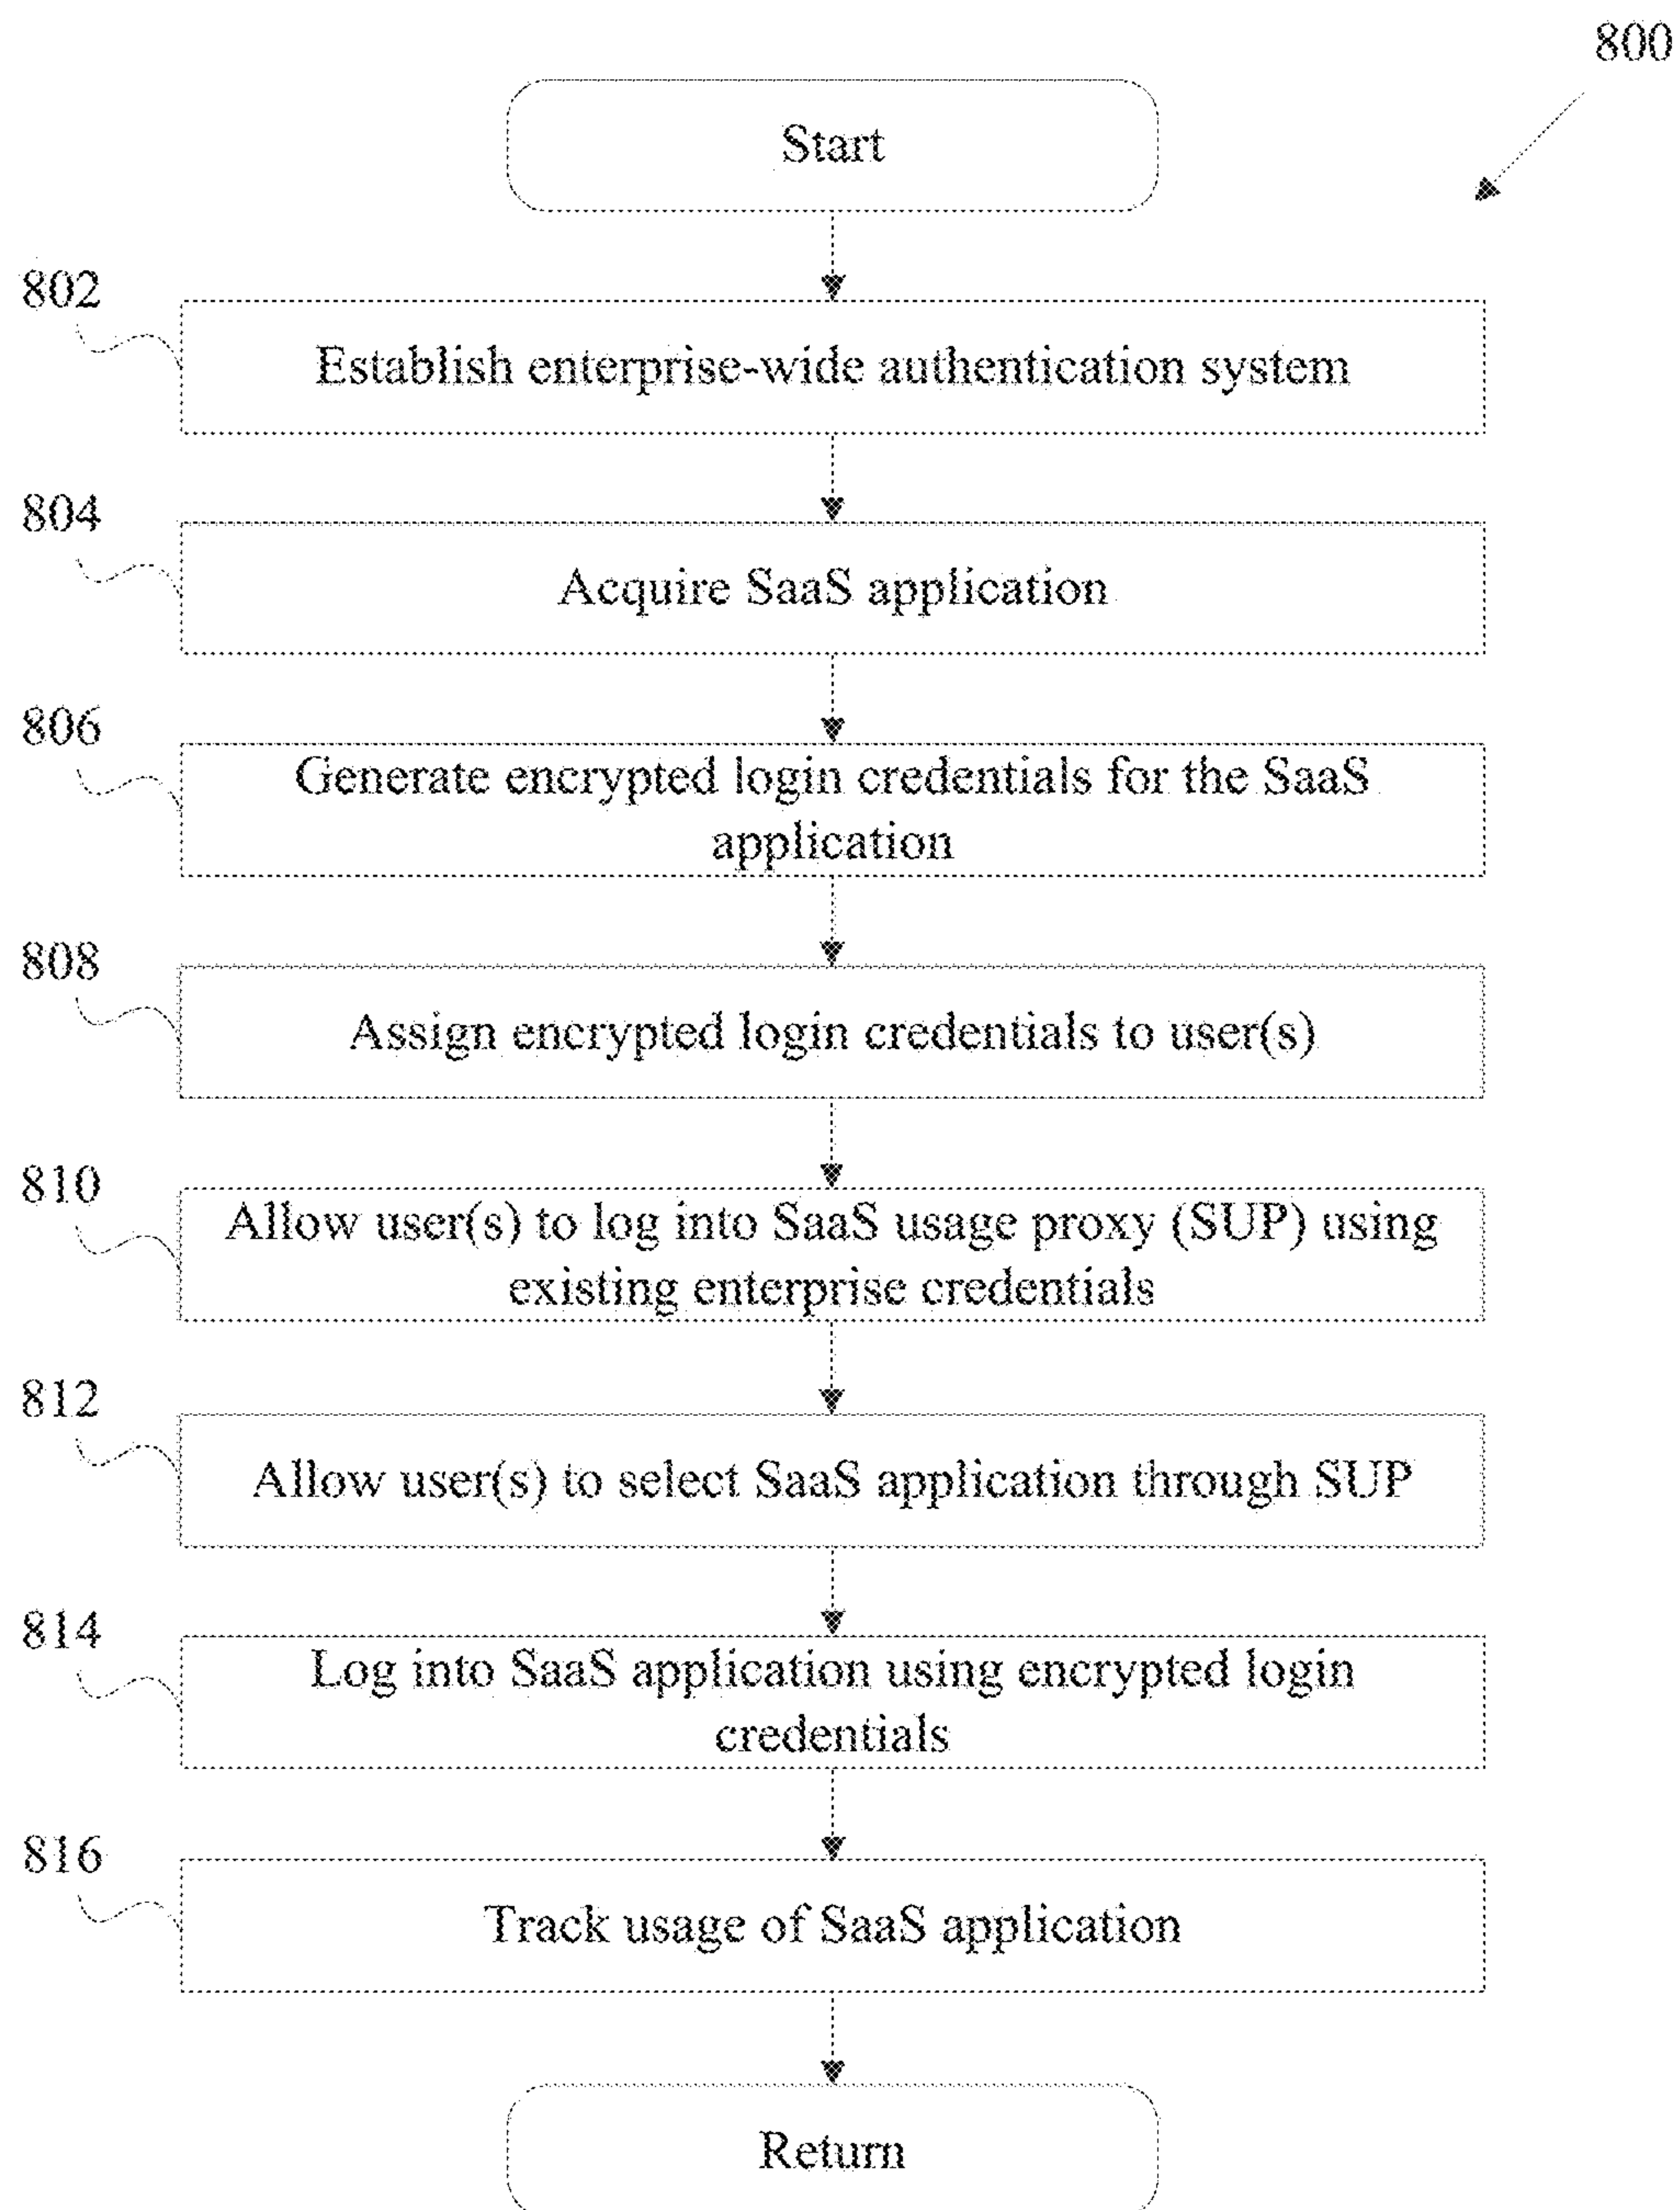 800
Start
802
Establish enterprise-wide authentication system
804
Acquire SaaS application
806
Generate encrypted login credentials for the SaaS
application
808
Assign encrypted login credentials to user(s)
810
Allow user(s) to log into SaaS usage proxy (SUP) using
existing enterprise credentials
812
Allow user(s) to select SaaS application through SUP
814
Log into SaaS application using encrypted login
credentials
816
Track usage of SaaS application
Return